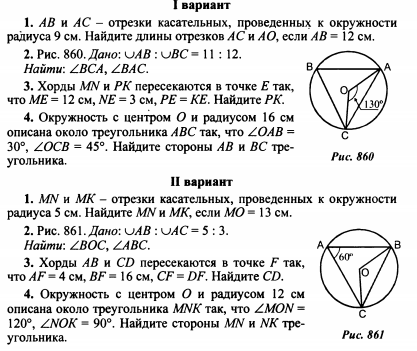 I вариант
1. AB и AC – отрезки касательных, проведенных к окружности
радиуса 9 см. Найдите длины отрезков AC и AO, если AB = 12 см.
2. Рис. 860. Дано: ∪AB : ∪BC = 11 : 12.
Найти: ∠BCA, ∠BAC.
3. Хорды MN и PK пересекаются в точке E так,
что ME = 12 см, NE = 3 см, PE = KE. Найдите PK.
4. Окружность с центром O и радиусом 16 см
описана около треугольника ABC так, что ∠OAB =
30°, ∠OCB = 45°. Найдите стороны AB и BC тре-
угольника.
B
A
O
130°
C
Рис. 860
II вариант
1. MN и MK – отрезки касательных, проведенных к окружности
радиуса 5 см. Найдите MN и MK, если MO = 13 см.
2. Рис. 861. Дано: ∪AB : ∪AC = 5 : 3.
Найти: ∠BOC, ∠ABC.
3. Хорды AB и CD пересекаются в точке F так,
что AF = 4 см, BF = 16 см, CF = DF. Найдите CD.
4. Окружность с центром O и радиусом 12 см
описана около треугольника MNK так, что ∠MON =
120°, ∠NOK = 90°. Найдите стороны MN и NK тре-
угольника.
A
B
60°
O
C
Рис. 861